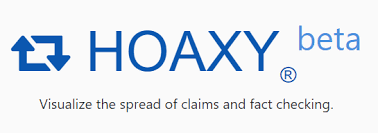 HOAXY® beta
Visualize the spread of claims and fact checking.